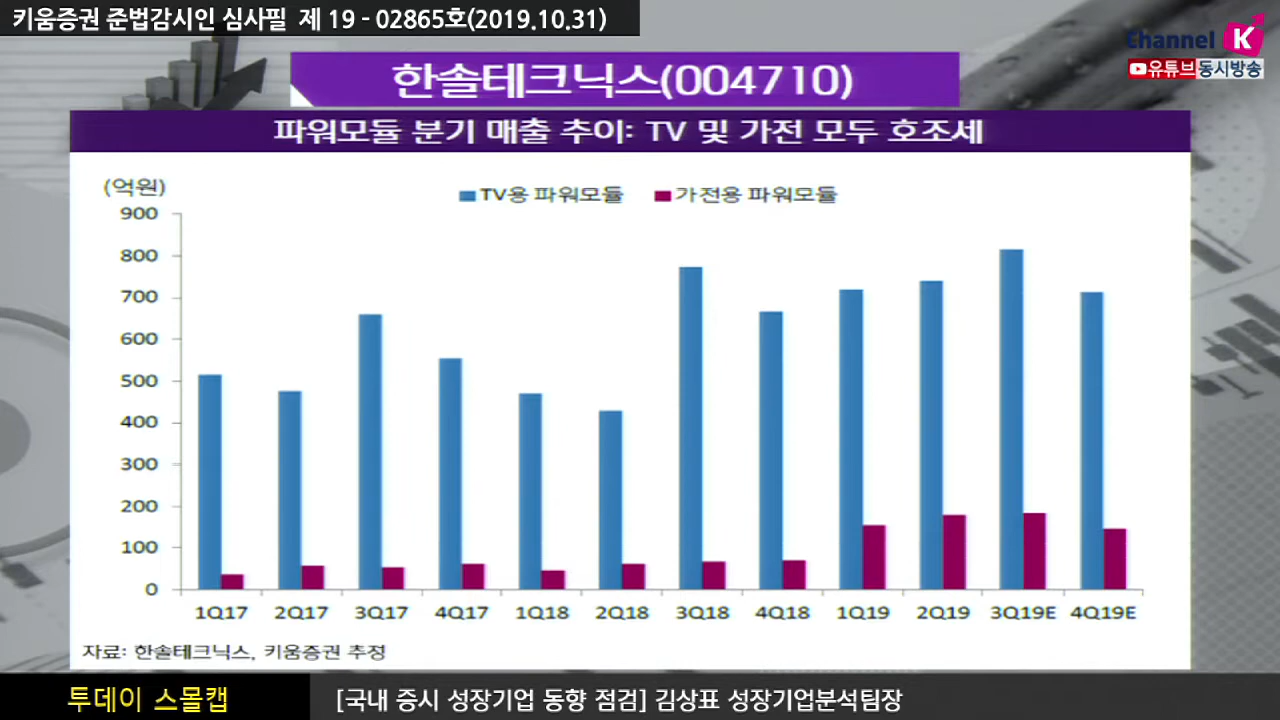 키움증권 준법감시인 심사필 제 19 - 02865호(2019.10.31)
Channel K
유튜브동시방송
한솔테크닉스(004710)
파워모듈 분기 매출 추이: TV 및 가전 모두 호조세
(억원)
TV용 파워모듈 가전용 파워모듈
900
800
700
600
500
400
300
200
100
0
1Q17 2Q17 3Q17 4Q17 1Q18 2Q18 3Q18 4Q18 1Q19 2Q19 3Q19E 4Q19E
자료: 한솔테크닉스, 키움증권 추정
투데이 스몰캡
[국내 증시 성장기업 동향 점검] 김상표 성장기업분석팀장